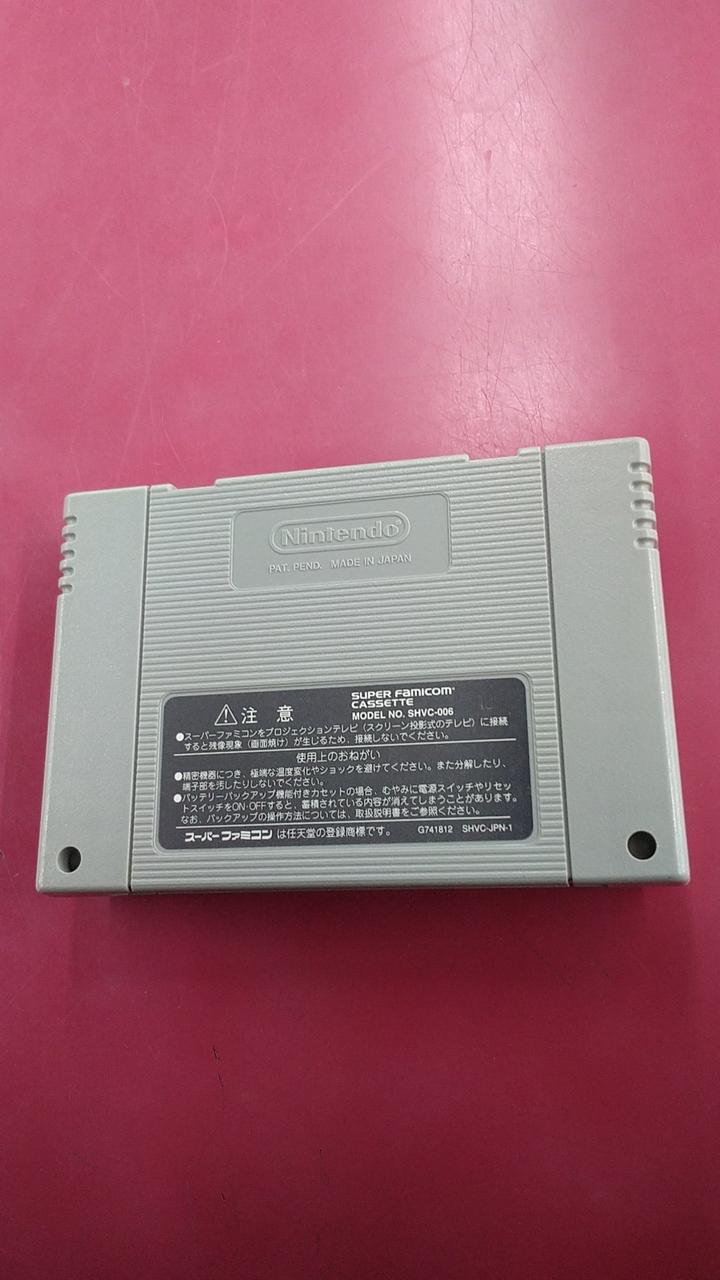 Nintendo®
PAT. PEND. MADE IN JAPAN
⚠注 意
SUPER FAMICOM
CASSETTE
MODEL NO. SHVC-006
●スーパーファミコンをプロジェクションテレビ（スクリーン投影式のテレビ）に接続
すると残像現象（画面焼け）が生じるため、接続しないでください。
使用上のおねがい
●精密機器につき、極端な温度変化やショックを避けてください。また分解したり、
端子部を汚したりしないでください。
●バッテリーバックアップ機能付きカセットの場合、むやみに電源スイッチやリセッ
トスイッチをON·OFFすると、蓄積されている内容が消えてしまうことがあります。
なお、バックアップの操作方法については、取扱説明書をご参照ください。
スーパーファミコン は任天堂の登録商標です。
G741812 SHVC-JPN-1